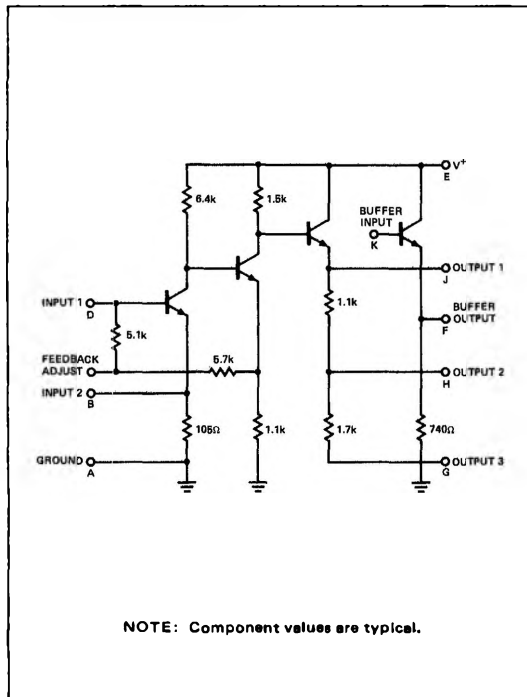 V+
E
6.4k
1.5k
BUFFER
INPUT
K
OUTPUT 1
J
INPUT 1
D
1.1k
BUFFER
OUTPUT
F
5.1k
5.7k
FEEDBACK
ADJUST
OUTPUT 2
H
INPUT 2
B
106Ω
1.1k
1.7k
740Ω
GROUND
A
OUTPUT 3
G
NOTE: Component values are typical.